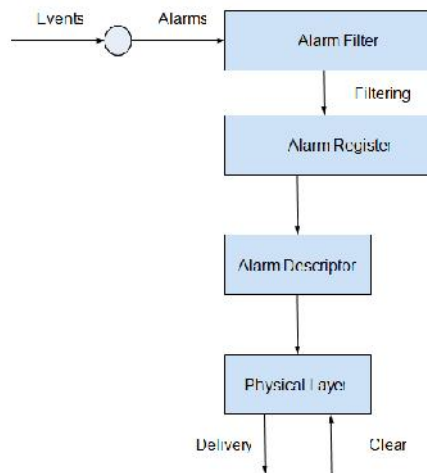 Events
Alarms
Alarm Filter
Filtering
Alarm Register
Alarm Descriptor
Physical Layer
Delivery
Clear